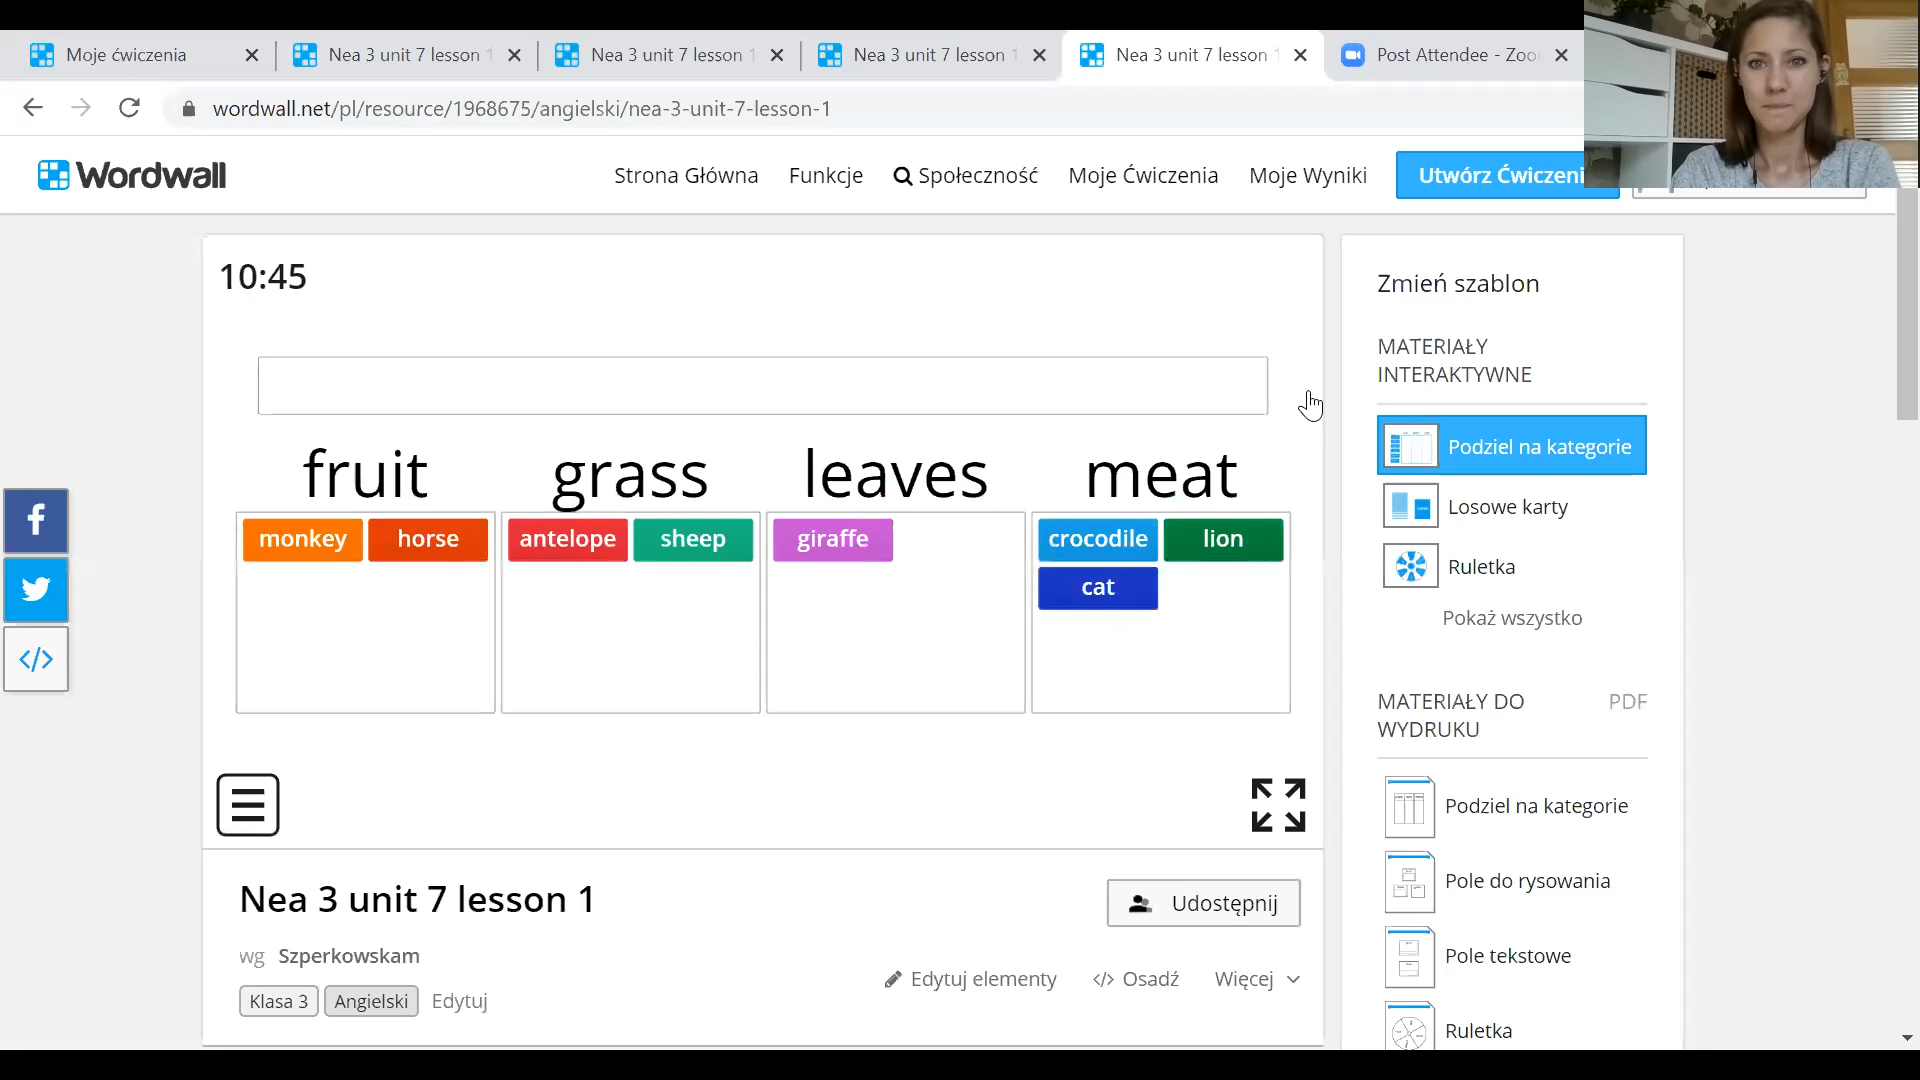 Moje ćwiczenia
Nea 3 unit 7 lesson 1
Nea 3 unit 7 lesson 1
Nea 3 unit 7 lesson 1
Nea 3 unit 7 lesson 1
Post Attendee - Zoo
wordwall.net/pl/resource/1968675/angielski/nea-3-unit-7-lesson-1
Wordwall
Strona Główna
Funkcje
Społeczność
Moje Ćwiczenia
Moje Wyniki
Utwórz Ćwiczeni
10:45
fruit
grass
leaves
meat
monkey
horse
antelope
sheep
giraffe
crocodile
lion
cat
Nea 3 unit 7 lesson 1
Udostępnij
wg Szperkowskam
Edytuj elementy
</> Osadź
Więcej
Klasa 3
Angielski
Edytuj
Zmień szablon
MATERIAŁY
INTERAKTYWNE
Podziel na kategorie
Losowe karty
Ruletka
Pokaż wszystko
MATERIAŁY DO
WYDRUKU
PDF
Podziel na kategorie
Pole do rysowania
Pole tekstowe
Ruletka